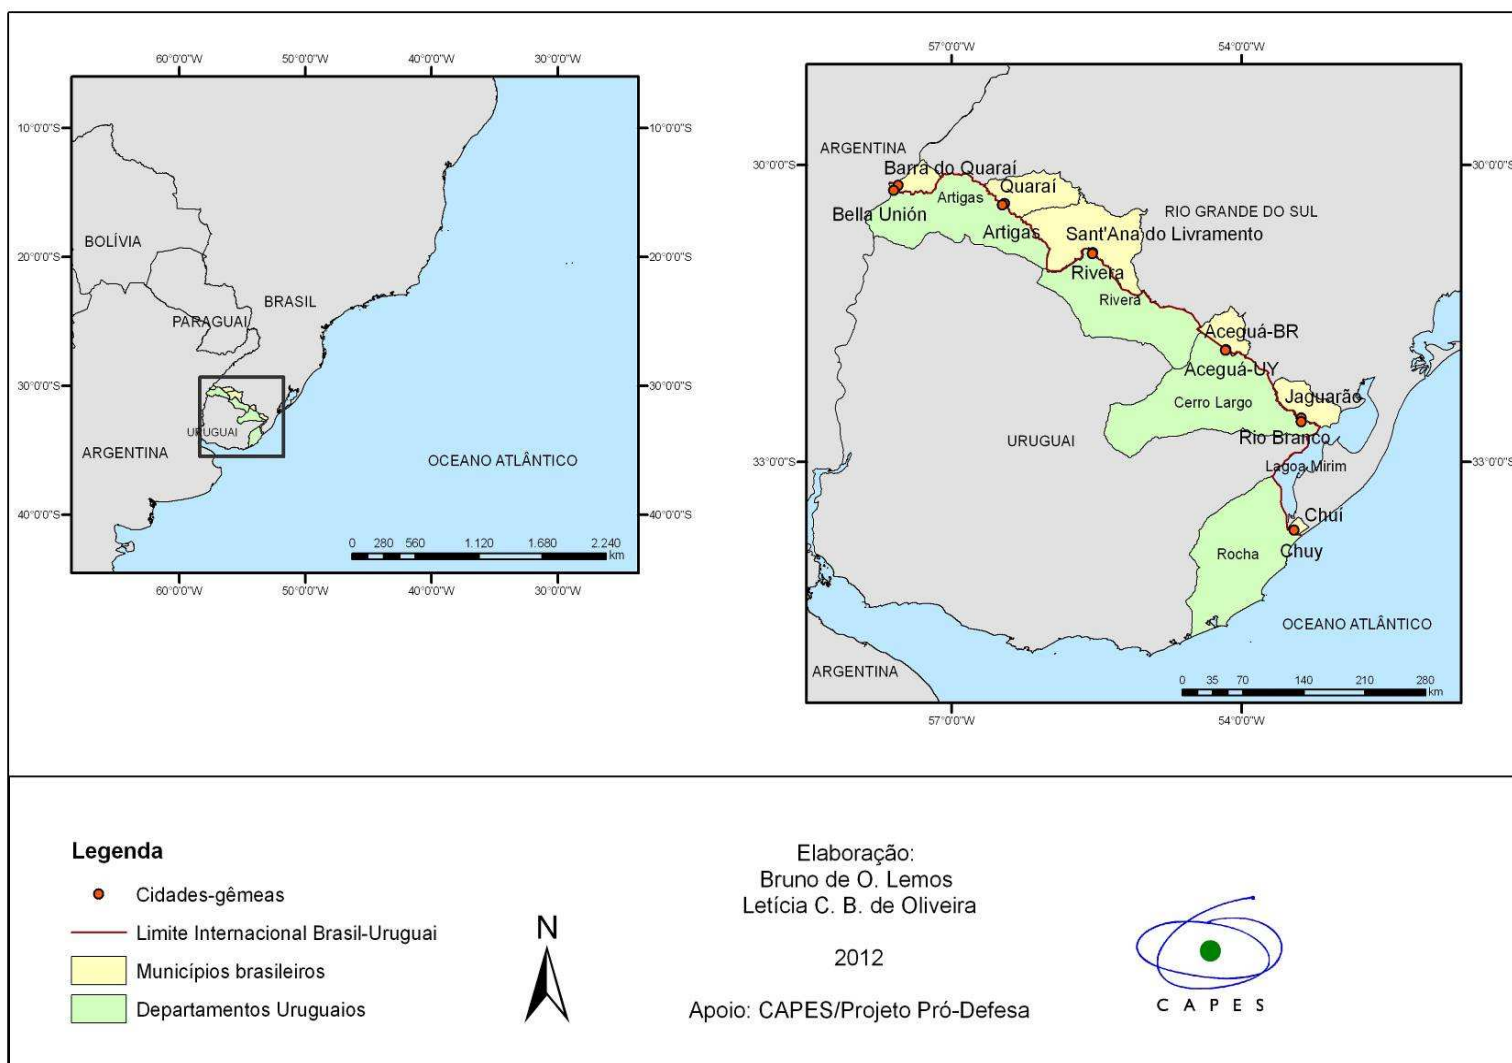 60°0'0"W 50°0'0"W 40°0'0"W 30°0'0"W
10°0'0"S 10°0'0"S
20°0'0"S 20°0'0"S
30°0'0"S 30°0'0"S
40°0'0"S 40°0'0"S
BOLÍVIA
BRASIL
PARAGUAI
URUGUAI
ARGENTINA
OCEANO ATLÂNTICO
0 280 560 1.120 1.680 2.240
km
60°0'0"W 50°0'0"W 40°0'0"W 30°0'0"W
57°0'0"W 54°0'0"W
30°0'0"S 30°0'0"S
33°0'0"S 33°0'0"S
ARGENTINA
Barra do Quaraí
Quaraí
Artigas
Bella Unión
RIO GRANDE DO SUL
Artigas
Sant'Ana do Livramento
Rivera
Rivera
Aceguá-BR
Aceguá-UY
Jaguarão
Cerro Largo
URUGUAI
Rio Branco
Lagoa Mirim
Chuí
Chuy
Rocha
OCEANO ATLÂNTICO
ARGENTINA
0 35 70 140 210 280
km
57°0'0"W 54°0'0"W
Legenda
Cidades-gêmeas
Limite Internacional Brasil-Uruguai
Municípios brasileiros
Departamentos Uruguaios
N
Elaboração:
Bruno de O. Lemos
Letícia C. B. de Oliveira
2012
Apoio: CAPES/Projeto Pró-Defesa
CAPES